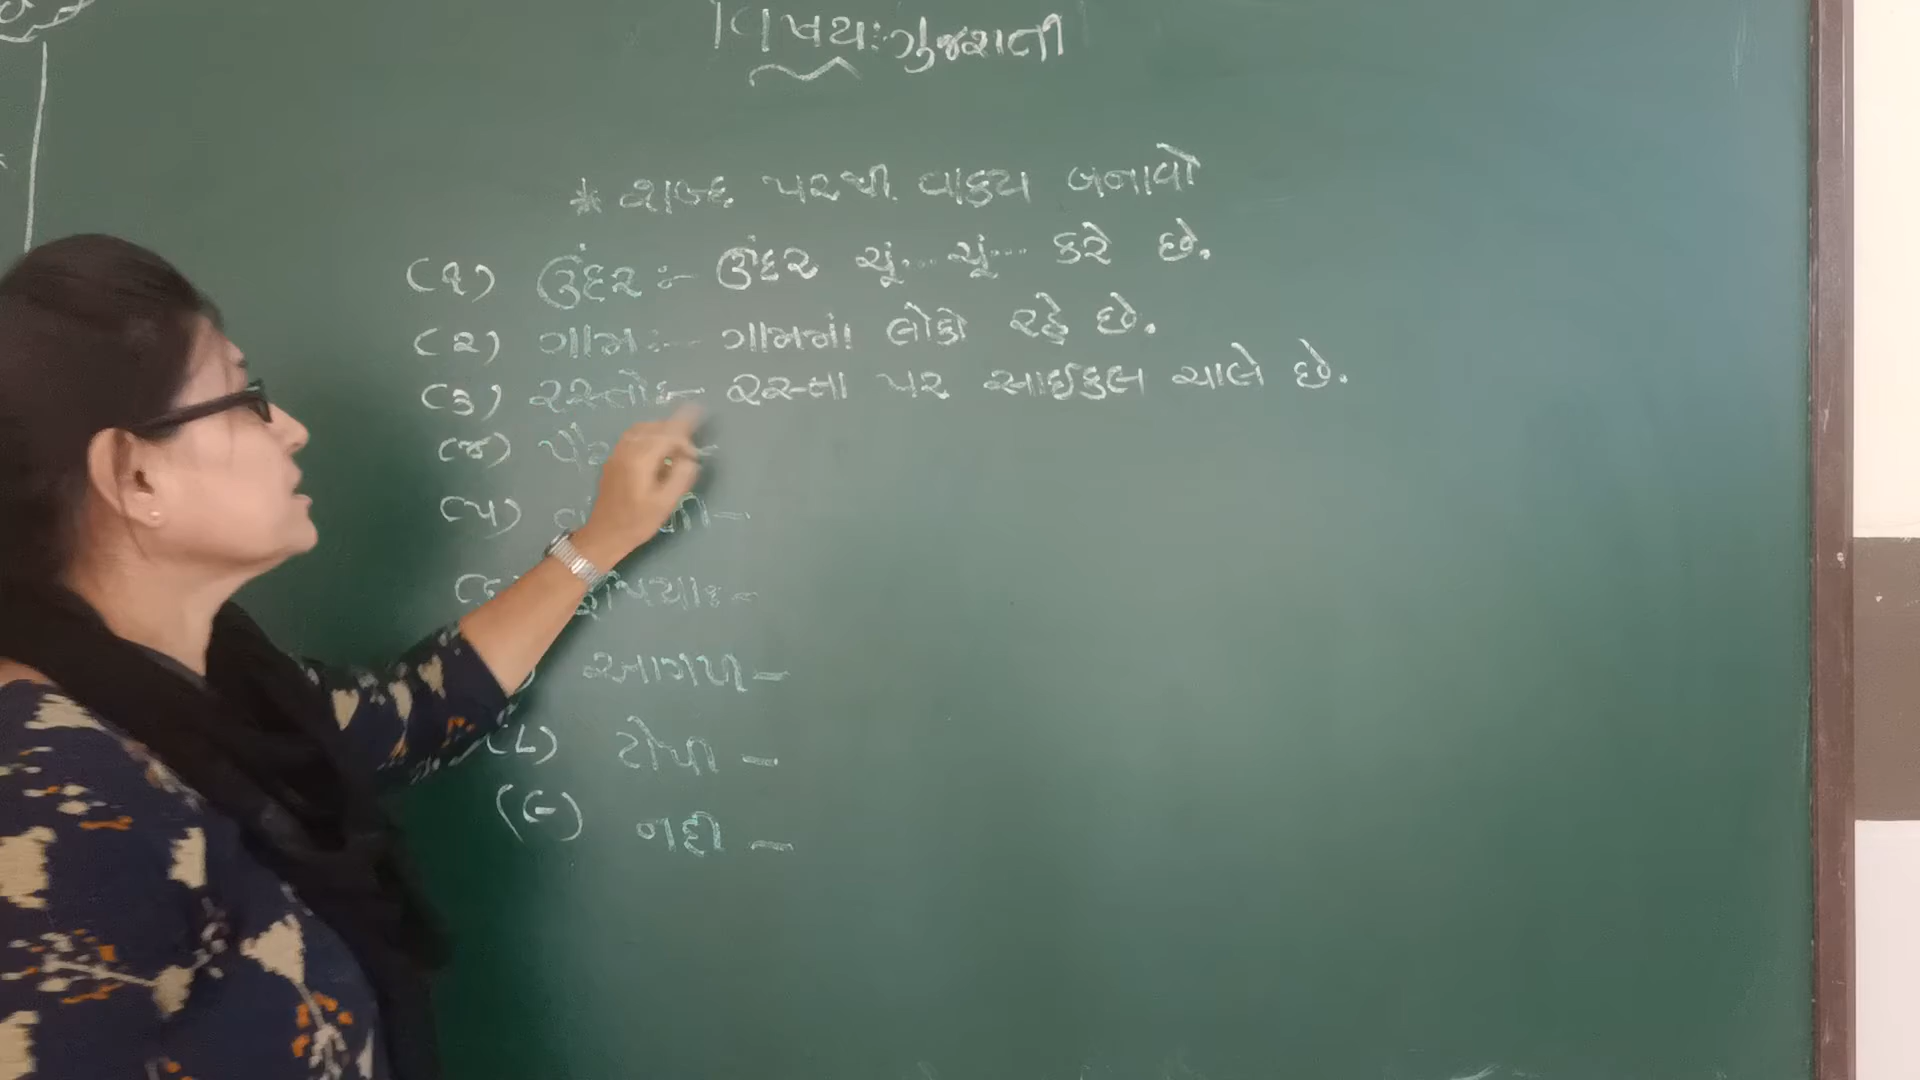 વિષય: ગુજરાતી
* શબ્દ પરથી વાક્ય બનાવો
(૧) ઉંદર :- ઉંદર ચૂં... ચૂં... કરે છે.
(૨) ગામ :- ગામમાં લોકો રહે છે.
(૩) રસ્તો :- રસ્તા પર સાઈકલ ચાલે છે.
(૪)
(૫)
આગળ -
(૮) ટોપી -
(૯) નદી -